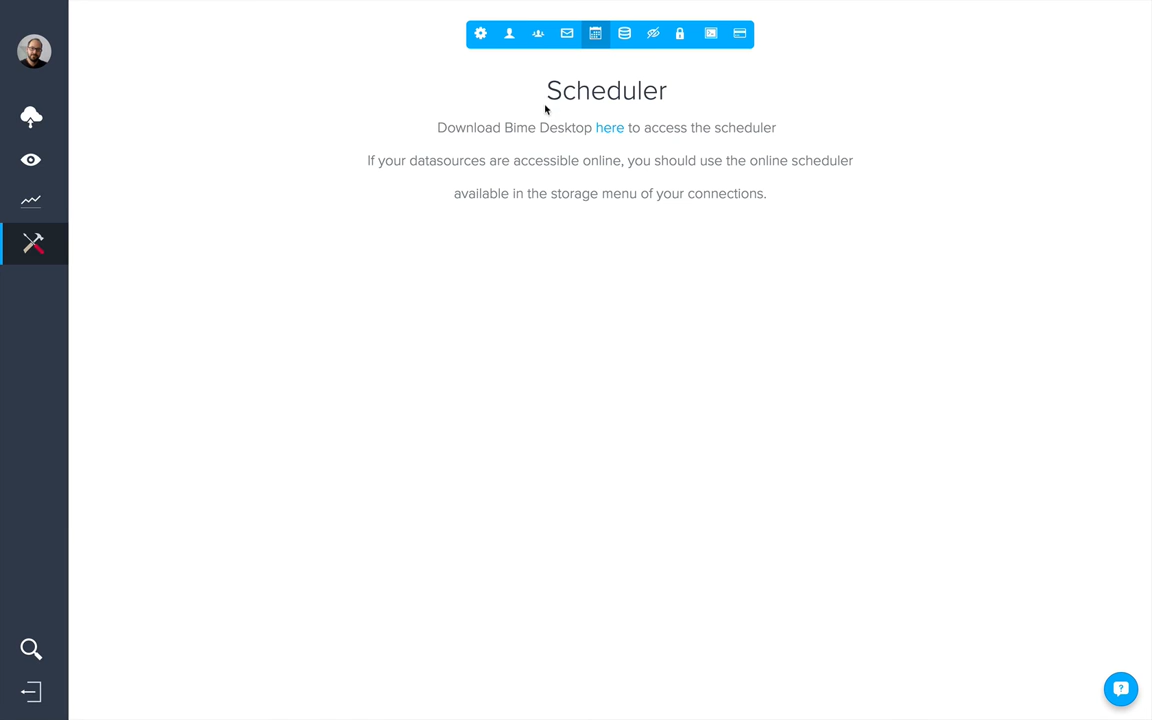 Scheduler
Download Bime Desktop here to access the scheduler
If your datasources are accessible online, you should use the online scheduler
available in the storage menu of your connections.